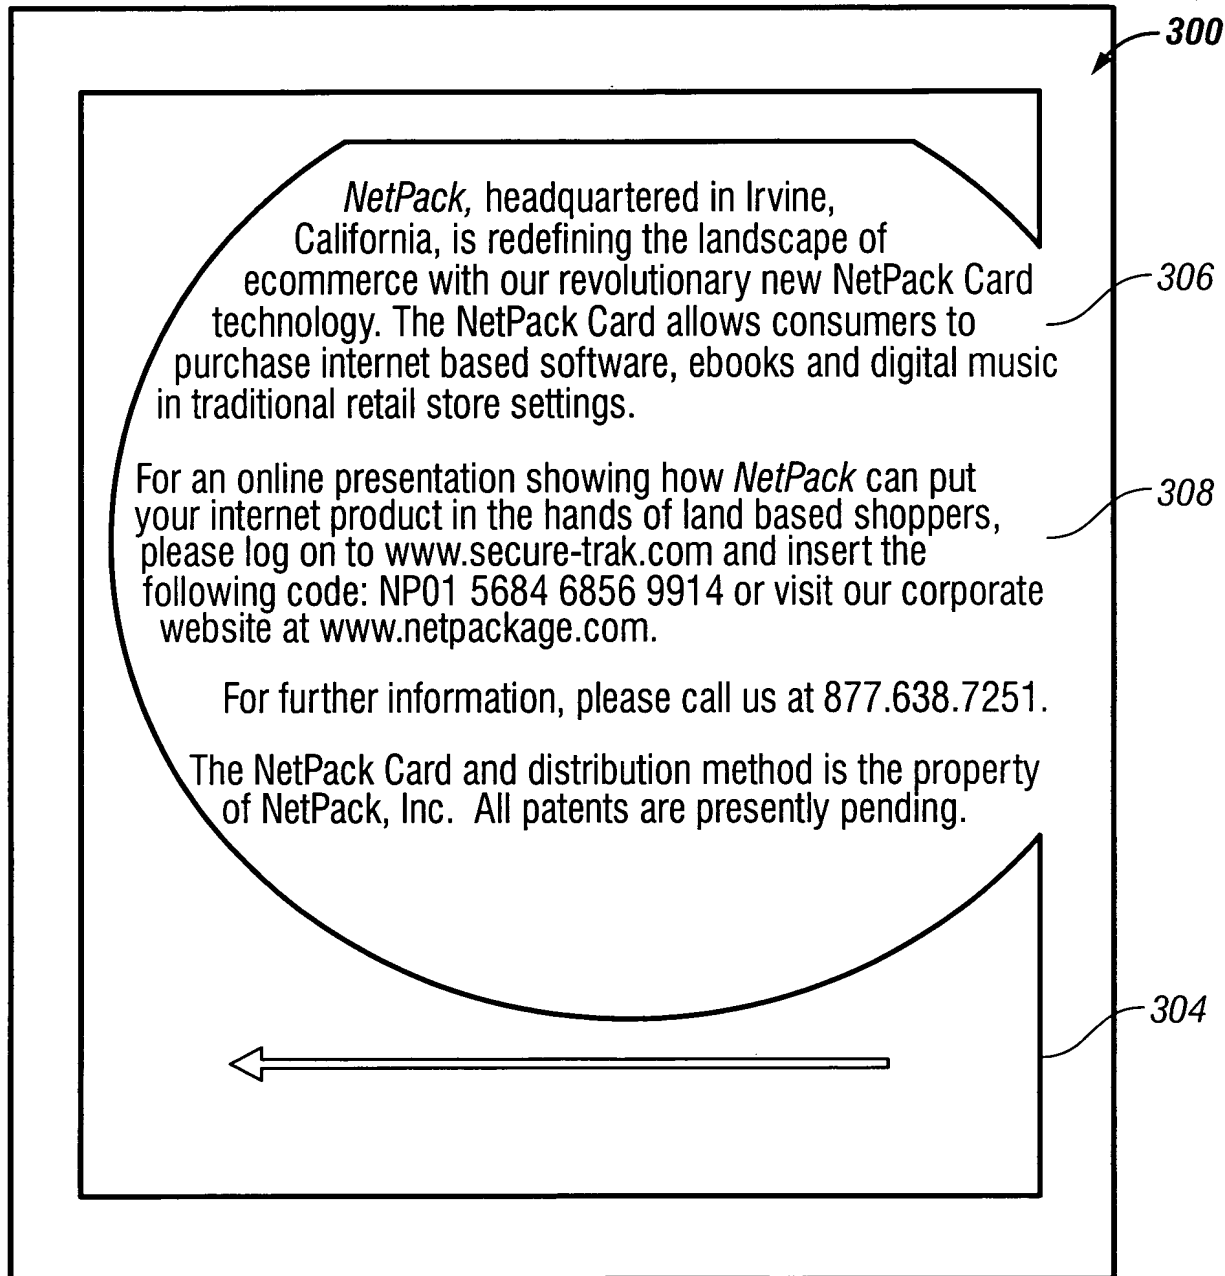 300
NetPack, headquartered in Irvine,
California, is redefining the landscape of
ecommerce with our revolutionary new NetPack Card
306
technology. The NetPack Card allows consumers to
purchase internet based software, ebooks and digital music
in traditional retail store settings.
For an online presentation showing how NetPack can put
308
your internet product in the hands of land based shoppers,
please log on to www.secure-trak.com and insert the
following code: NP01 5684 6856 9914 or visit our corporate
website at www.netpackage.com.
For further information, please call us at 877.638.7251.
The NetPack Card and distribution method is the property
of NetPack, Inc. All patents are presently pending.
304